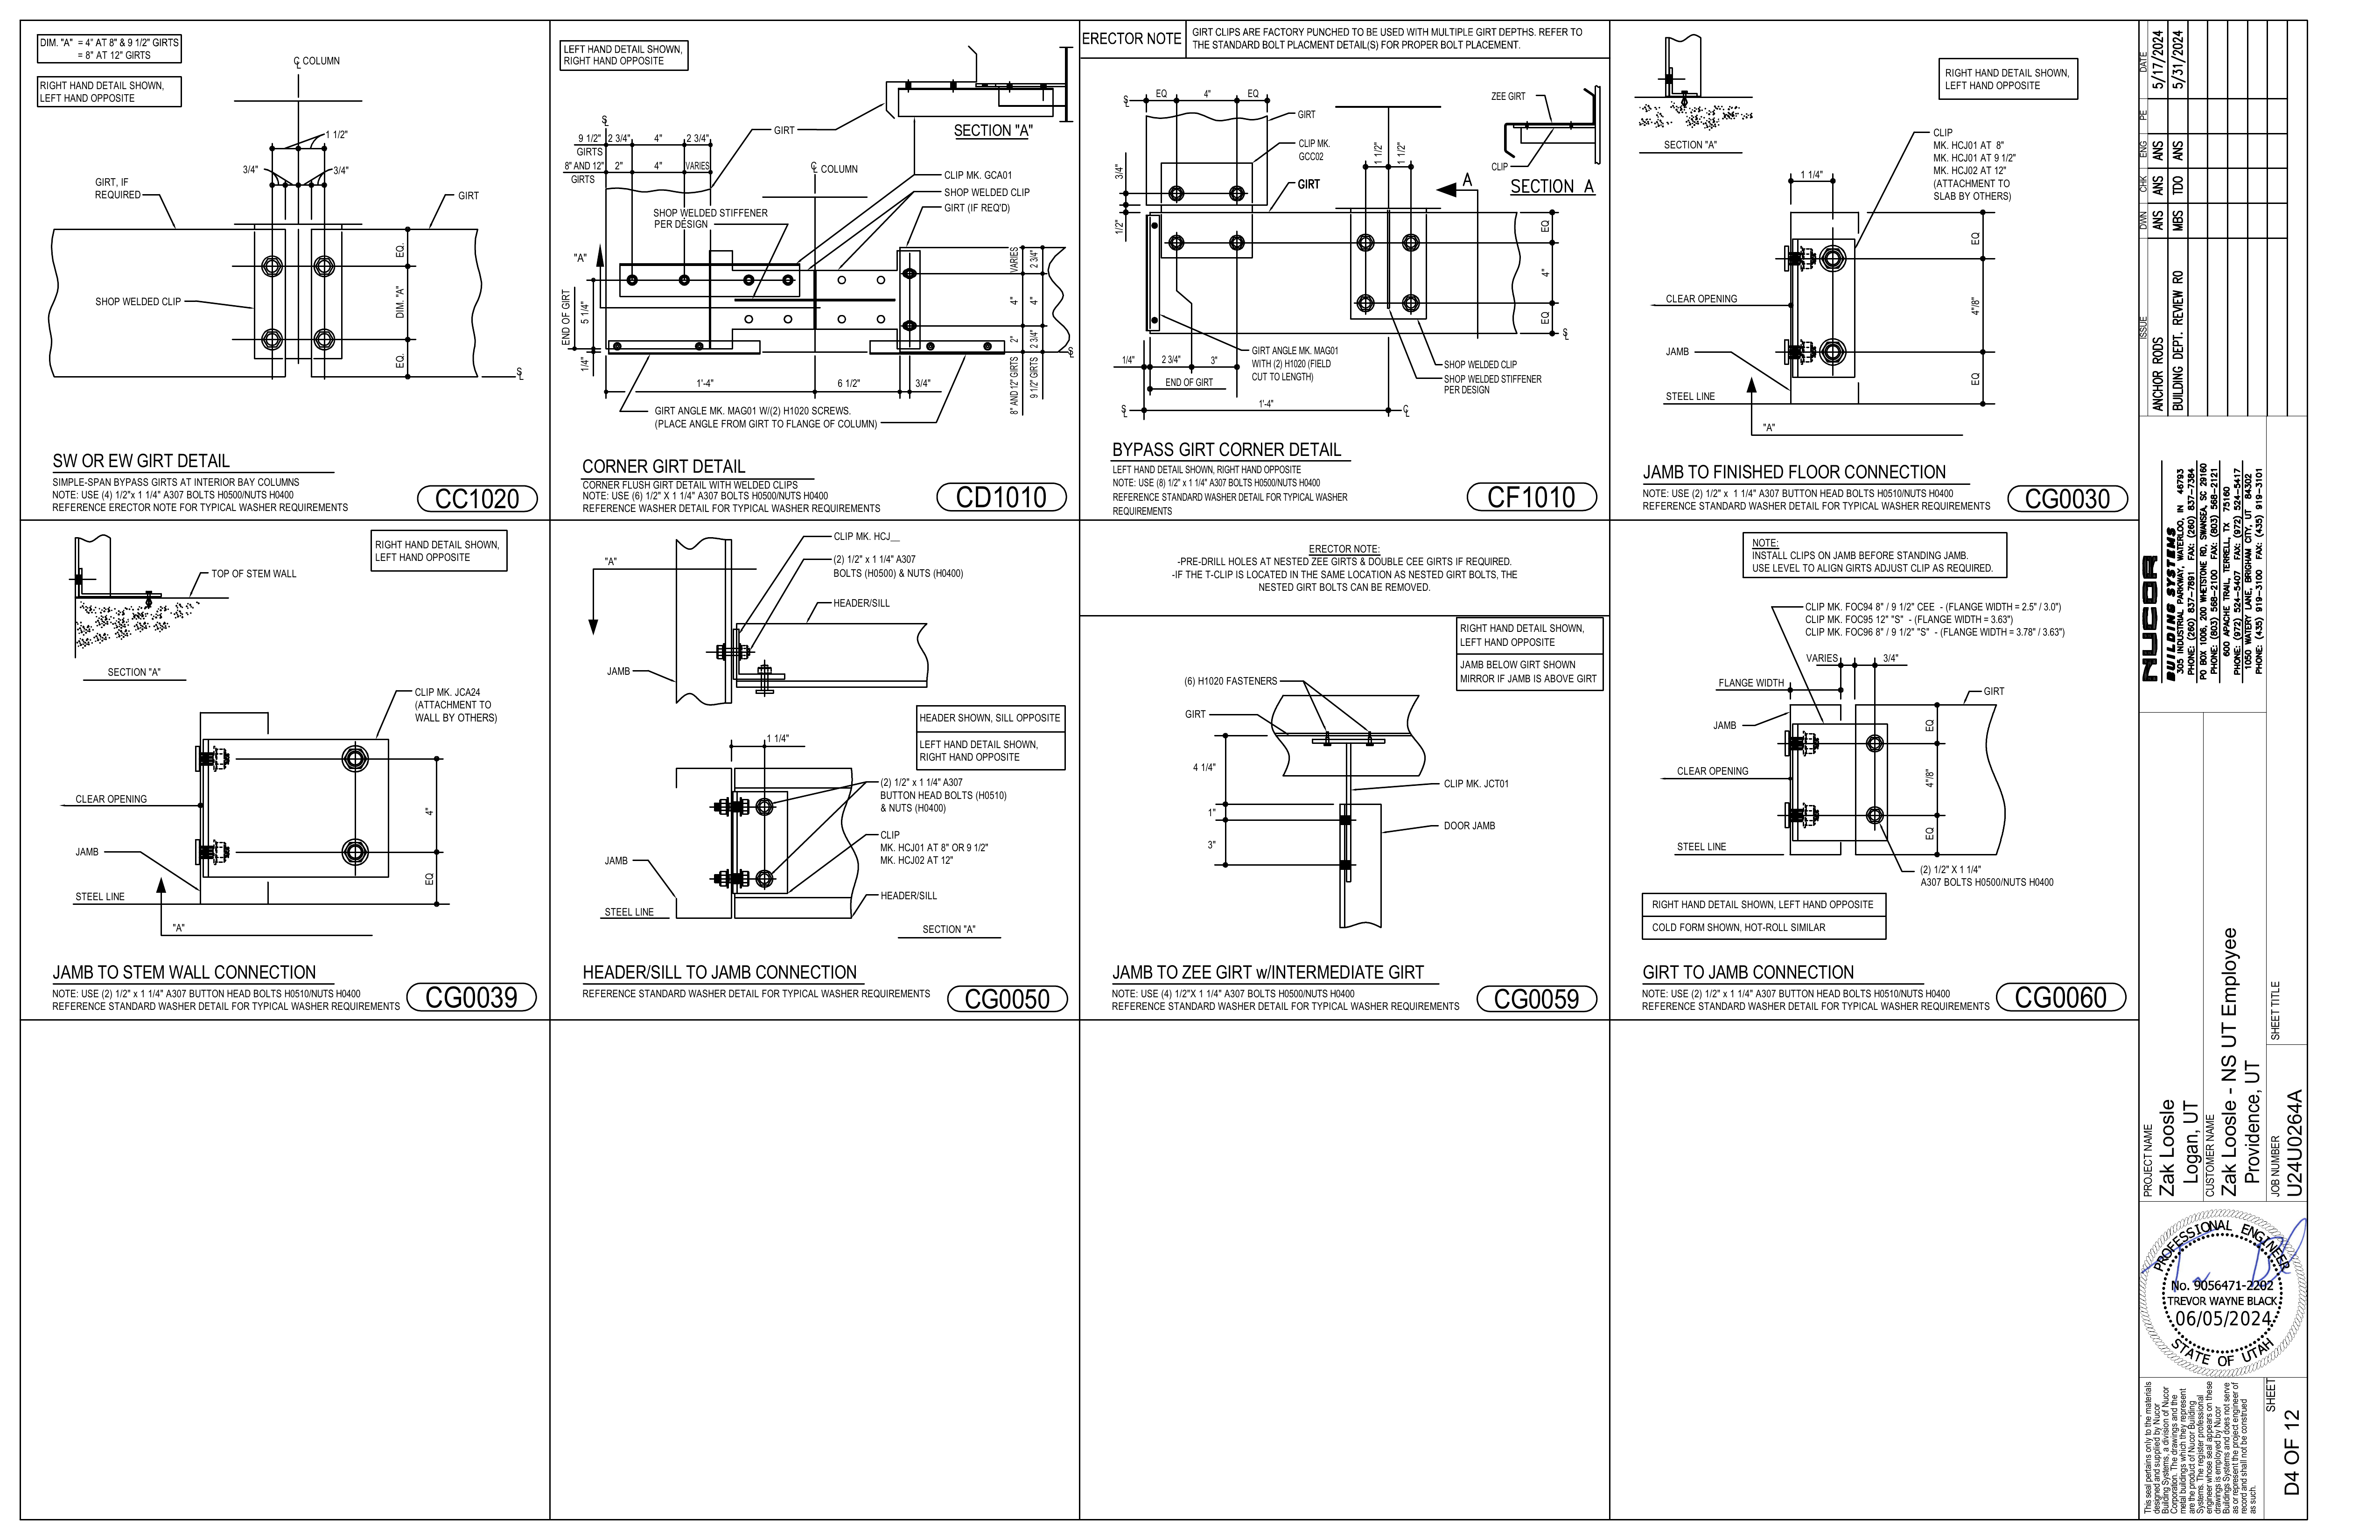 DIM. "A" = 4" AT 8" & 9 1/2" GIRTS
= 8" AT 12" GIRTS
RIGHT HAND DETAIL SHOWN,
LEFT HAND OPPOSITE
℄ COLUMN
1 1/2"
3/4"
3/4"
GIRT, IF
REQUIRED
GIRT
EQ.
SHOP WELDED CLIP
DIM. "A"
EQ.
SL
SW OR EW GIRT DETAIL
SIMPLE-SPAN BYPASS GIRTS AT INTERIOR BAY COLUMNS
NOTE: USE (4) 1/2"x 1 1/4" A307 BOLTS H0500/NUTS H0400
REFERENCE ERECTOR NOTE FOR TYPICAL WASHER REQUIREMENTS
CC1020
LEFT HAND DETAIL SHOWN,
RIGHT HAND OPPOSITE
SECTION "A"
SL
9 1/2"
GIRTS
2 3/4"
4"
2 3/4"
GIRT
8" AND 12"
GIRTS
2"
4"
VARIES
℄ COLUMN
CLIP MK. GCA01
SHOP WELDED CLIP
GIRT (IF REQ'D)
SHOP WELDED STIFFENER
PER DESIGN
"A"
VARIES
2 3/4"
END OF GIRT
5 1/4"
4"
4"
1/4"
2"
2 3/4"
SL
1'-4"
6 1/2"
3/4"
8" AND 12" GIRTS
9 1/2" GIRTS
GIRT ANGLE MK. MAG01 W/(2) H1020 SCREWS.
(PLACE ANGLE FROM GIRT TO FLANGE OF COLUMN)
CORNER GIRT DETAIL
CORNER FLUSH GIRT DETAIL WITH WELDED CLIPS
NOTE: USE (6) 1/2" X 1 1/4" A307 BOLTS H0500/NUTS H0400
REFERENCE WASHER DETAIL FOR TYPICAL WASHER REQUIREMENTS
CD1010
ERECTOR NOTE
GIRT CLIPS ARE FACTORY PUNCHED TO BE USED WITH MULTIPLE GIRT DEPTHS. REFER TO
THE STANDARD BOLT PLACMENT DETAIL(S) FOR PROPER BOLT PLACEMENT.
SL
EQ
4"
EQ
GIRT
CLIP MK.
GCC02
3/4"
GIRT
1 1/2"
1 1/2"
ZEE GIRT
CLIP
A
SECTION A
1/2"
EQ
4"
EQ
SL
GIRT ANGLE MK. MAG01
WITH (2) H1020 (FIELD
CUT TO LENGTH)
SHOP WELDED CLIP
SHOP WELDED STIFFENER
PER DESIGN
1/4"
2 3/4"
3"
END OF GIRT
SL
1'-4"
℄
BYPASS GIRT CORNER DETAIL
LEFT HAND DETAIL SHOWN, RIGHT HAND OPPOSITE
NOTE: USE (8) 1/2" x 1 1/4" A307 BOLTS H0500/NUTS H0400
REFERENCE STANDARD WASHER DETAIL FOR TYPICAL WASHER
REQUIREMENTS
CF1010
SECTION "A"
RIGHT HAND DETAIL SHOWN,
LEFT HAND OPPOSITE
CLIP
MK. HCJ01 AT 8"
MK. HCJ01 AT 9 1/2"
MK. HCJ02 AT 12"
(ATTACHMENT TO
SLAB BY OTHERS)
1 1/4"
EQ
CLEAR OPENING
4"/8"
JAMB
EQ
STEEL LINE
"A"
JAMB TO FINISHED FLOOR CONNECTION
NOTE: USE (2) 1/2" x 1 1/4" A307 BUTTON HEAD BOLTS H0510/NUTS H0400
REFERENCE STANDARD WASHER DETAIL FOR TYPICAL WASHER REQUIREMENTS
CG0030
RIGHT HAND DETAIL SHOWN,
LEFT HAND OPPOSITE
TOP OF STEM WALL
SECTION "A"
CLIP MK. JCA24
(ATTACHMENT TO
WALL BY OTHERS)
CLEAR OPENING
4"
JAMB
EQ
STEEL LINE
"A"
JAMB TO STEM WALL CONNECTION
NOTE: USE (2) 1/2" x 1 1/4" A307 BUTTON HEAD BOLTS H0510/NUTS H0400
REFERENCE STANDARD WASHER DETAIL FOR TYPICAL WASHER REQUIREMENTS
CG0039
CLIP MK. HCJ__
(2) 1/2" x 1 1/4" A307
BOLTS (H0500) & NUTS (H0400)
"A"
HEADER/SILL
JAMB
HEADER SHOWN, SILL OPPOSITE
LEFT HAND DETAIL SHOWN,
RIGHT HAND OPPOSITE
1 1/4"
(2) 1/2" x 1 1/4" A307
BUTTON HEAD BOLTS (H0510)
& NUTS (H0400)
CLIP
MK. HCJ01 AT 8" OR 9 1/2"
MK. HCJ02 AT 12"
JAMB
HEADER/SILL
STEEL LINE
SECTION "A"
HEADER/SILL TO JAMB CONNECTION
REFERENCE STANDARD WASHER DETAIL FOR TYPICAL WASHER REQUIREMENTS
CG0050
ERECTOR NOTE:
-PRE-DRILL HOLES AT NESTED ZEE GIRTS & DOUBLE CEE GIRTS IF REQUIRED.
-IF THE T-CLIP IS LOCATED IN THE SAME LOCATION AS NESTED GIRT BOLTS, THE
NESTED GIRT BOLTS CAN BE REMOVED.
RIGHT HAND DETAIL SHOWN,
LEFT HAND OPPOSITE
JAMB BELOW GIRT SHOWN
MIRROR IF JAMB IS ABOVE GIRT
(6) H1020 FASTENERS
GIRT
4 1/4"
CLIP MK. JCT01
1"
DOOR JAMB
3"
JAMB TO ZEE GIRT w/INTERMEDIATE GIRT
NOTE: USE (4) 1/2"X 1 1/4" A307 BOLTS H0500/NUTS H0400
REFERENCE STANDARD WASHER DETAIL FOR TYPICAL WASHER REQUIREMENTS
CG0059
NOTE:
INSTALL CLIPS ON JAMB BEFORE STANDING JAMB.
USE LEVEL TO ALIGN GIRTS ADJUST CLIP AS REQUIRED.
CLIP MK. FOC94 8" / 9 1/2" CEE - (FLANGE WIDTH = 2.5" / 3.0")
CLIP MK. FOC95 12" "S" - (FLANGE WIDTH = 3.63")
CLIP MK. FOC96 8" / 9 1/2" "S" - (FLANGE WIDTH = 3.78" / 3.63")
VARIES
3/4"
FLANGE WIDTH
GIRT
JAMB
EQ
CLEAR OPENING
4"/8"
EQ
STEEL LINE
(2) 1/2" X 1 1/4"
A307 BOLTS H0500/NUTS H0400
RIGHT HAND DETAIL SHOWN, LEFT HAND OPPOSITE
COLD FORM SHOWN, HOT-ROLL SIMILAR
GIRT TO JAMB CONNECTION
NOTE: USE (2) 1/2" x 1 1/4" A307 BUTTON HEAD BOLTS H0510/NUTS H0400
REFERENCE STANDARD WASHER DETAIL FOR TYPICAL WASHER REQUIREMENTS
CG0060
ISSUE DWN CHK ENG PE DATE
ANCHOR RODS ANS ANS ANS 5/17/2024
BUILDING DEPT. REVIEW R0 MBS TDO ANS 5/31/2024
NUCOR
BUILDING SYSTEMS
305 INDUSTRIAL PARKWAY, WATERLOO, IN 46793
PHONE: (260) 837-7891 FAX: (260) 837-7384
PO BOX 1006, 200 WHETSTONE RD, SWANSEA, SC 29160
PHONE: (803) 568-2100 FAX: (803) 568-2121
600 APACHE TRAIL, TERRELL, TX 75160
PHONE: (972) 524-5407 FAX: (972) 524-5417
1050 WATERY LANE, BRIGHAM CITY, UT 84302
PHONE: (435) 919-3100 FAX: (435) 919-3101
PROJECT NAME
Zak Loosle
Logan, UT
CUSTOMER NAME
Zak Loosle - NS UT Employee
Providence, UT
SHEET TITLE
JOB NUMBER
U24U0264A
PROFESSIONAL ENGINEER
No. 9056471-2202
TREVOR WAYNE BLACK
06/05/2024
STATE OF UTAH
This seal pertains only to the materials
designed and supplied by Nucor
Building Systems, a division of Nucor
Corporation. The drawings and the
metal buildings which they represent
are the product of Nucor Building
Systems. The register professional
engineer whose seal appears on these
drawings is employed by Nucor
Buildings Systems and does not serve
as or represent the project engineer of
record and shall not be construed
as such.
SHEET
D4 OF 12